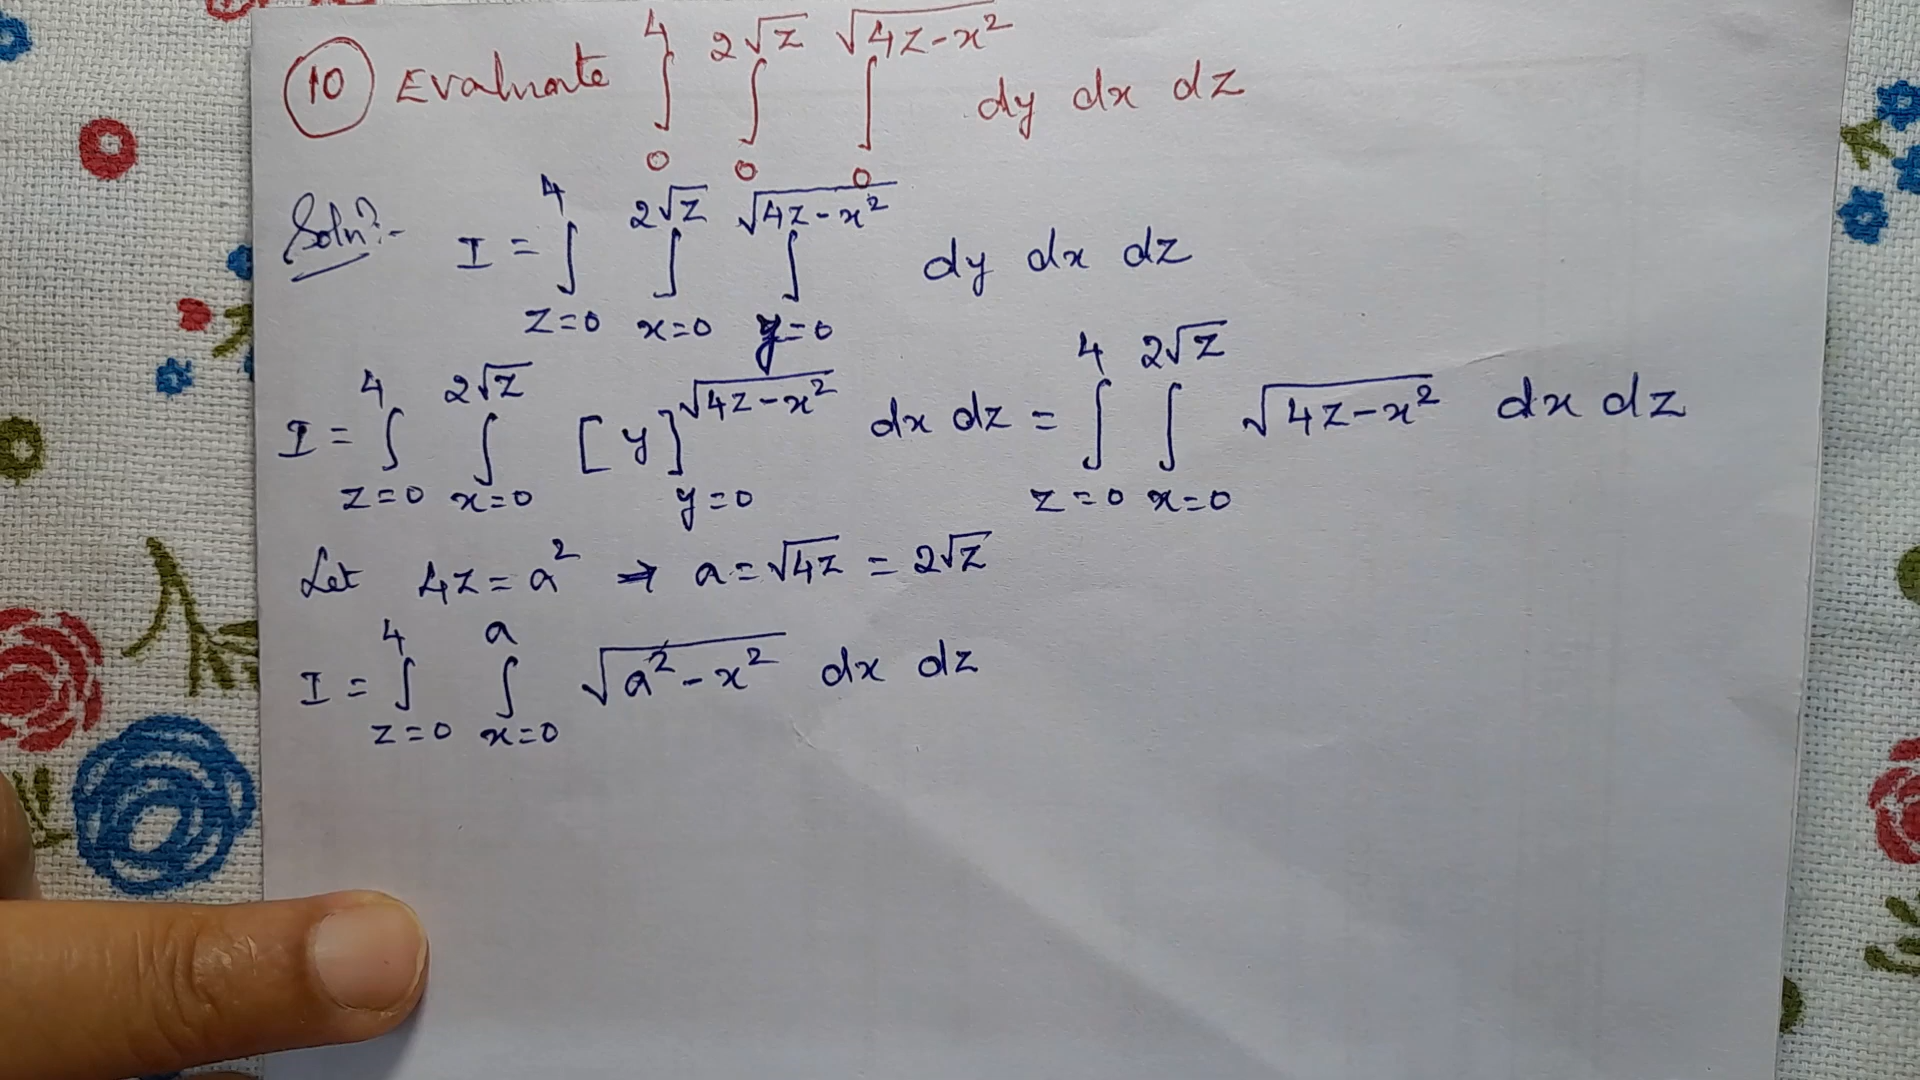 10 Evaluate ∫₀⁴ ∫₀^{2√z} ∫₀^{√(4z-x²)} dy dx dz
Soln:- I = ∫_{z=0}^{4} ∫_{x=0}^{2√z} ∫_{y=0}^{√(4z-x²)} dy dx dz
I = ∫_{z=0}^{4} ∫_{x=0}^{2√z} [y]_{y=0}^{√(4z-x²)} dx dz = ∫_{z=0}^{4} ∫_{x=0}^{2√z} √(4z-x²) dx dz
Let 4z = a² ⇒ a = √4z = 2√z
I = ∫_{z=0}^{4} ∫_{x=0}^{a} √(a²-x²) dx dz